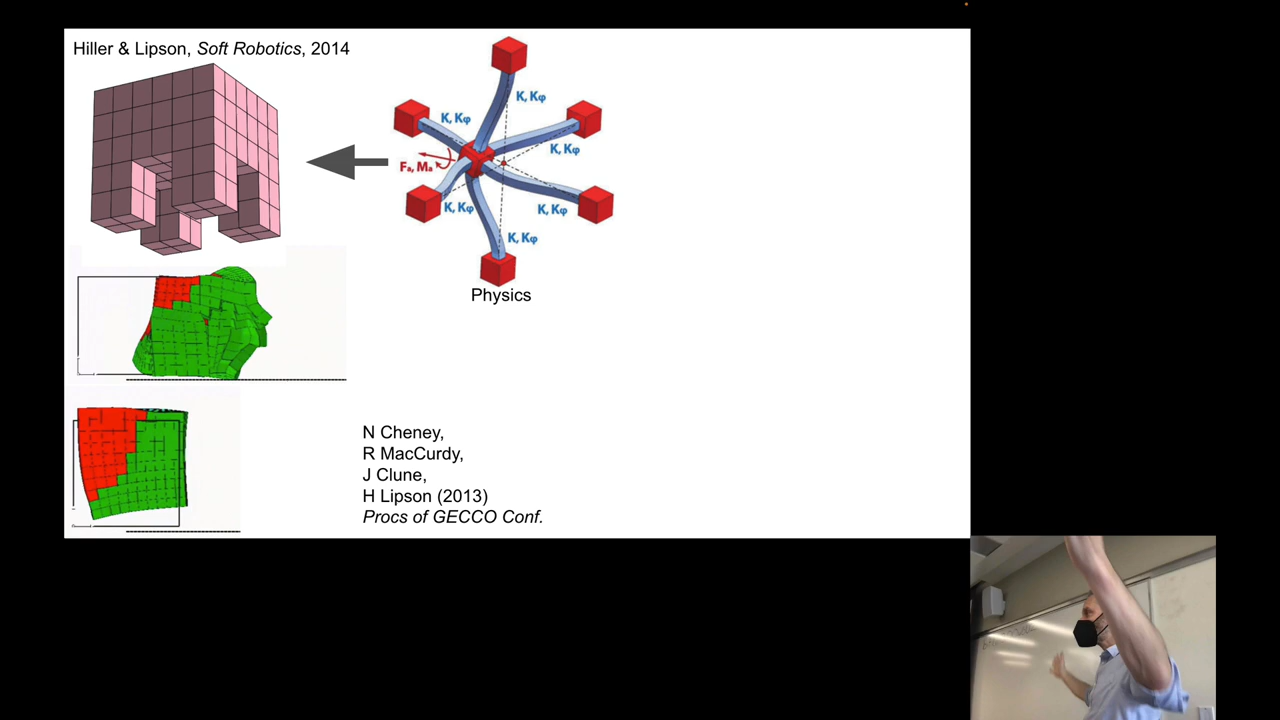 Hiller & Lipson, Soft Robotics, 2014
K, Kφ
K, Kφ
K, Kφ
Fₐ, Mₐ
K, Kφ
K, Kφ
K, Kφ
Physics
N Cheney,
R MacCurdy,
J Clune,
H Lipson (2013)
Procs of GECCO Conf.